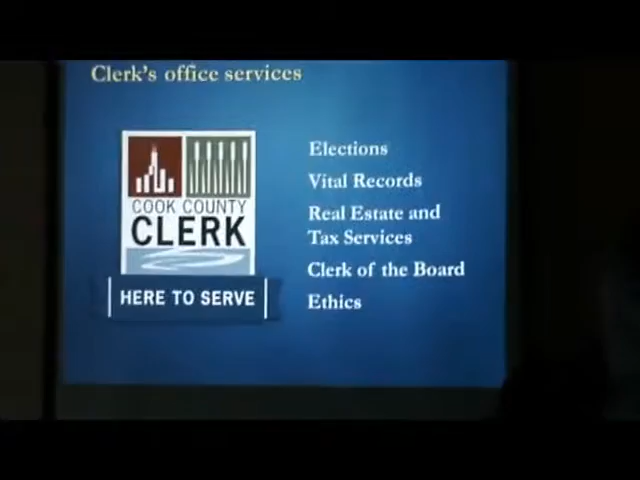 Clerk's office services
COOK COUNTY
CLERK
HERE TO SERVE
Elections
Vital Records
Real Estate and
Tax Services
Clerk of the Board
Ethics